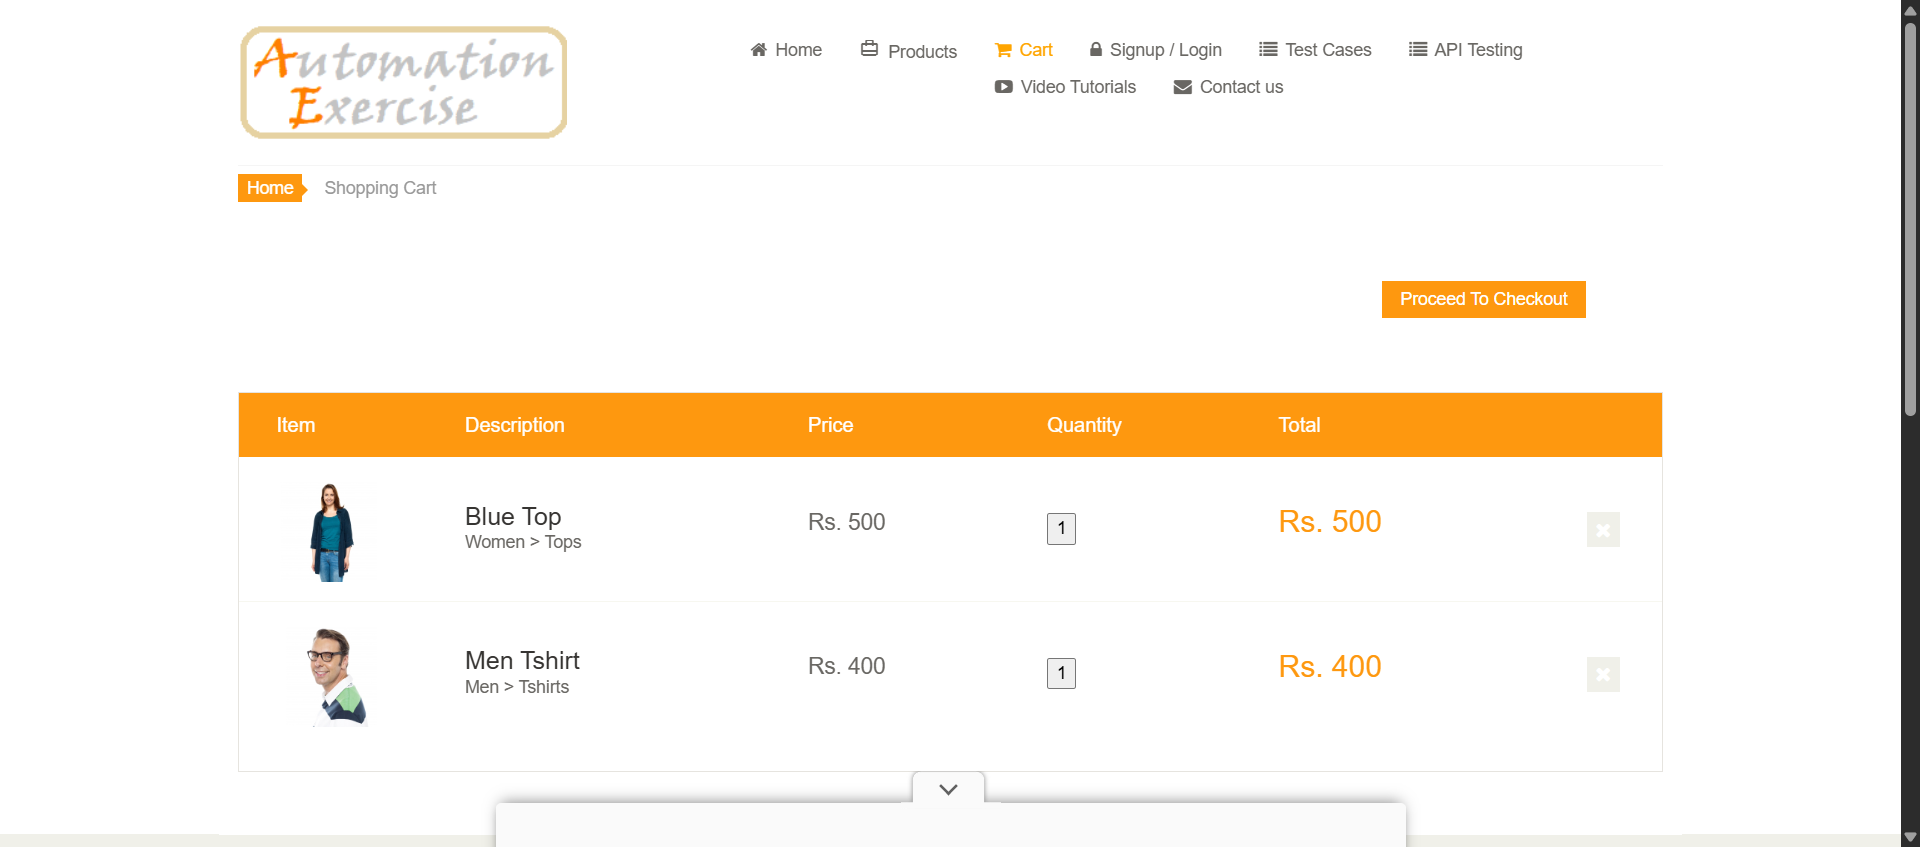 Automation
Exercise
Home
Products
Cart
Signup / Login
Test Cases
API Testing
Video Tutorials
Contact us
Home
Shopping Cart
Proceed To Checkout
Item Description Price Quantity Total
Blue Top
Women > Tops
Rs. 500
1
Rs. 500
Men Tshirt
Men > Tshirts
Rs. 400
1
Rs. 400